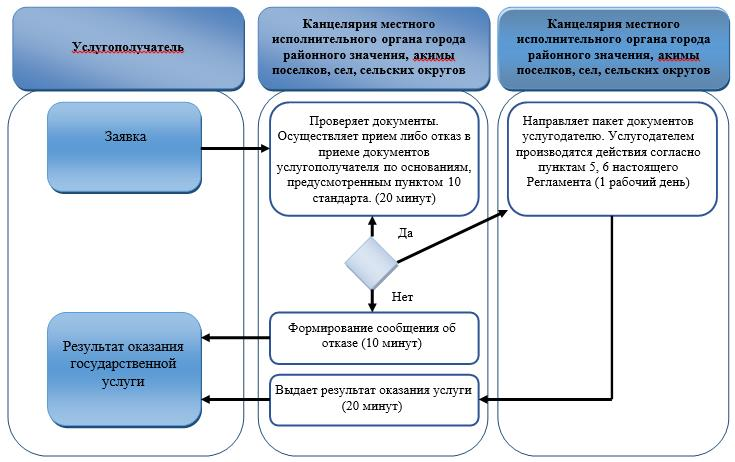 Услугополучатель
Канцелярия местного
исполнительного органа города
районного значения, акимы
поселков, сел, сельских округов
Канцелярия местного
исполнительного органа города
районного значения, акимы
поселков, сел, сельских округов
Заявка
Проверяет документы.
Осуществляет прием либо отказ в
приеме документов
услугополучателя по основаниям,
предусмотренным пунктом 10
стандарта. (20 минут)
Направляет пакет документов
услугодателю. Услугодателем
производятся действия согласно
пунктам 5, 6 настоящего
Регламента (1 рабочий день)
Да
Нет
Формирование сообщения об
отказе (10 минут)
Результат оказания
государственной
услуги
Выдает результат оказания услуги
(20 минут)